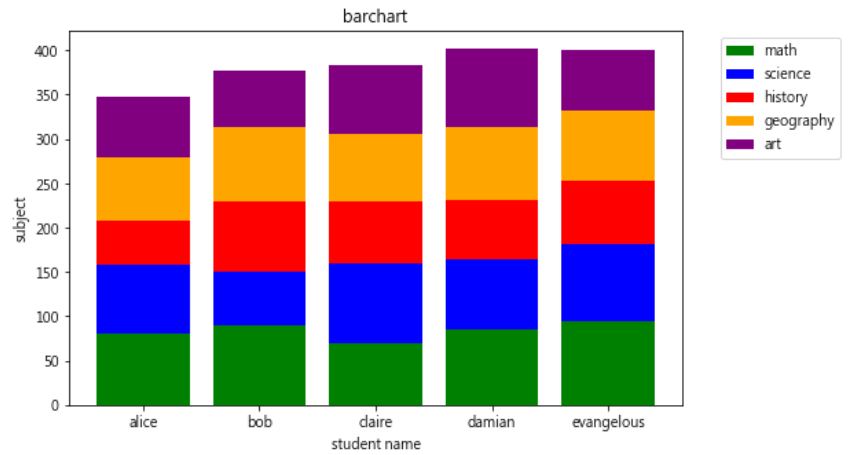 barchart
400
350
300
250
200
150
100
50
0
subject
alice bob claire damian evangelous
student name
math
science
history
geography
art